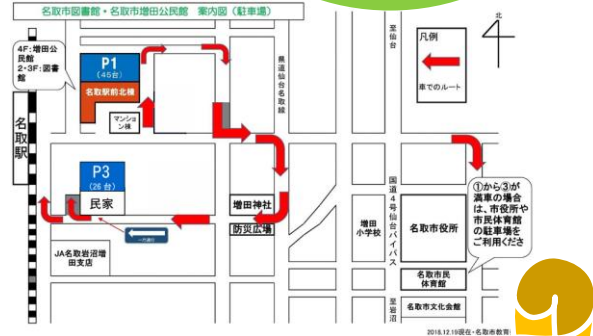 名取市図書館・名取市増田公民館 案内図（駐車場）
4F:増田公
民館
2・3F:図書
館
P1
(45台)
名取駅前北棟
マンショ
ン棟
県道仙台名取線
至仙台
北
凡例
車でのルート
名取駅
P3
(26台)
民家
増田神社
防災広場
JA名取岩沼増
田支店
増田
小学校
国道4号仙台バイパス
名取市役所
①から③が
満車の場合
は、市役所や
市民体育館
の駐車場を
ご利用くださ
名取市民
体育館
至岩沼
名取市文化会館
2018.12.19現在・名取市教育